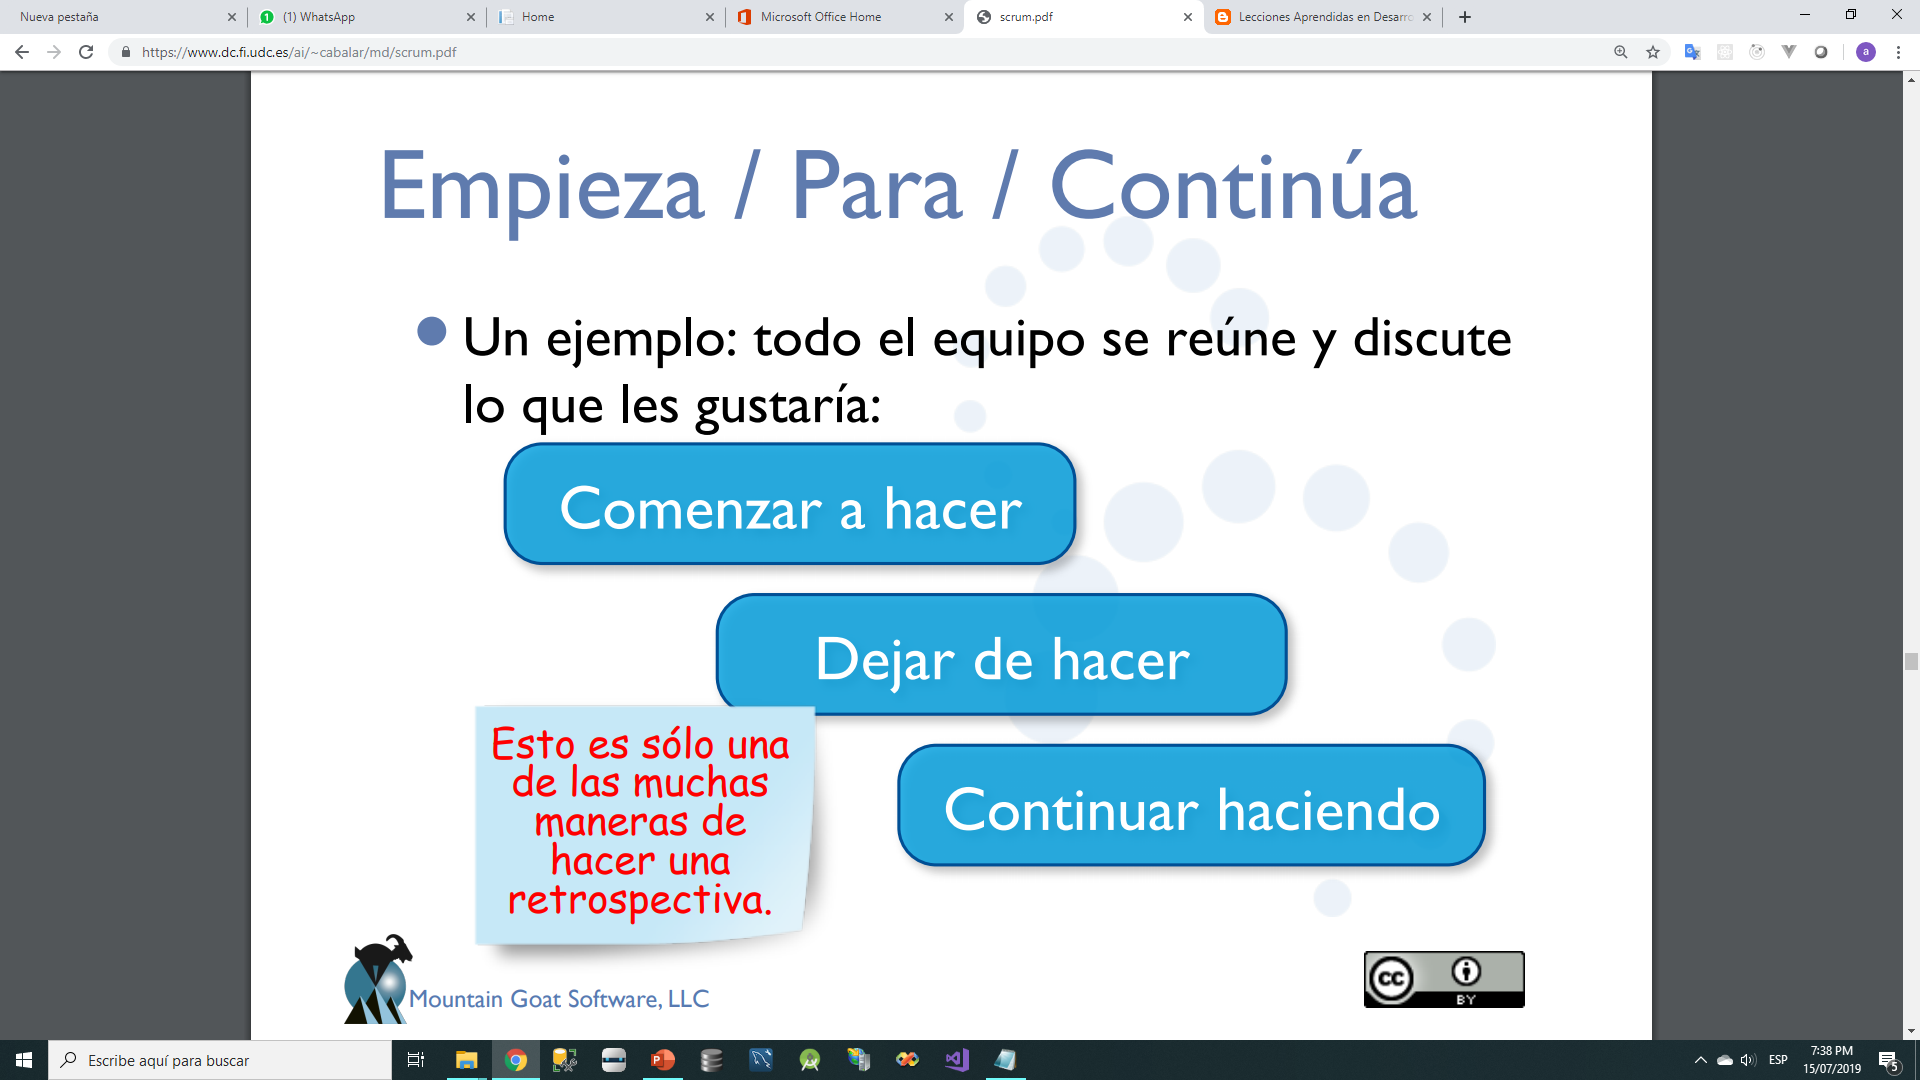 Nueva pestaña
(1) WhatsApp
Home
Microsoft Office Home
scrum.pdf
Lecciones Aprendidas en Desarro
https://www.dc.fi.udc.es/ai/~cabalar/md/scrum.pdf
a
Empieza / Para / Continúa
Un ejemplo: todo el equipo se reúne y discute
lo que les gustaría:
Comenzar a hacer
Dejar de hacer
Continuar haciendo
Esto es sólo una
de las muchas
maneras de
hacer una
retrospectiva.
Mountain Goat Software, LLC
cc
BY
Escribe aquí para buscar
ESP
7:38 PM
15/07/2019
5